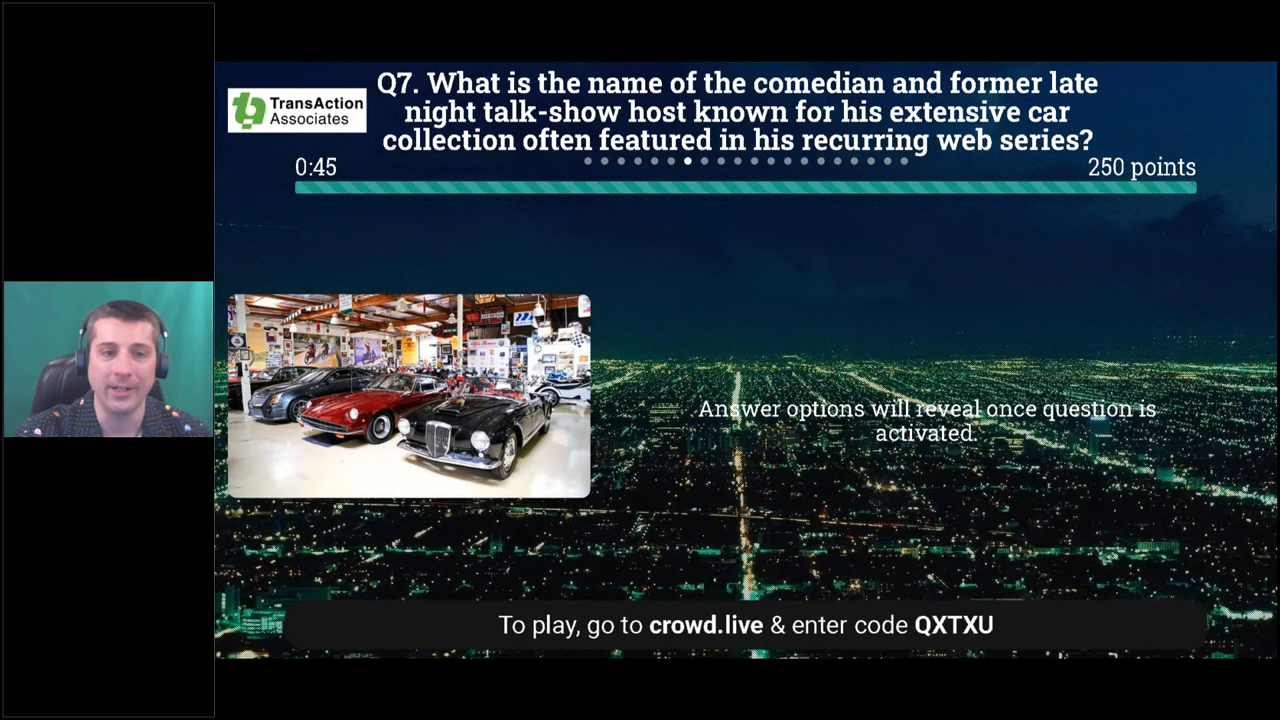 TransAction
Associates
Q7. What is the name of the comedian and former late
night talk-show host known for his extensive car
collection often featured in his recurring web series?
0:45
250 points
Answer options will reveal once question is
activated.
To play, go to crowd.live & enter code QXTXU